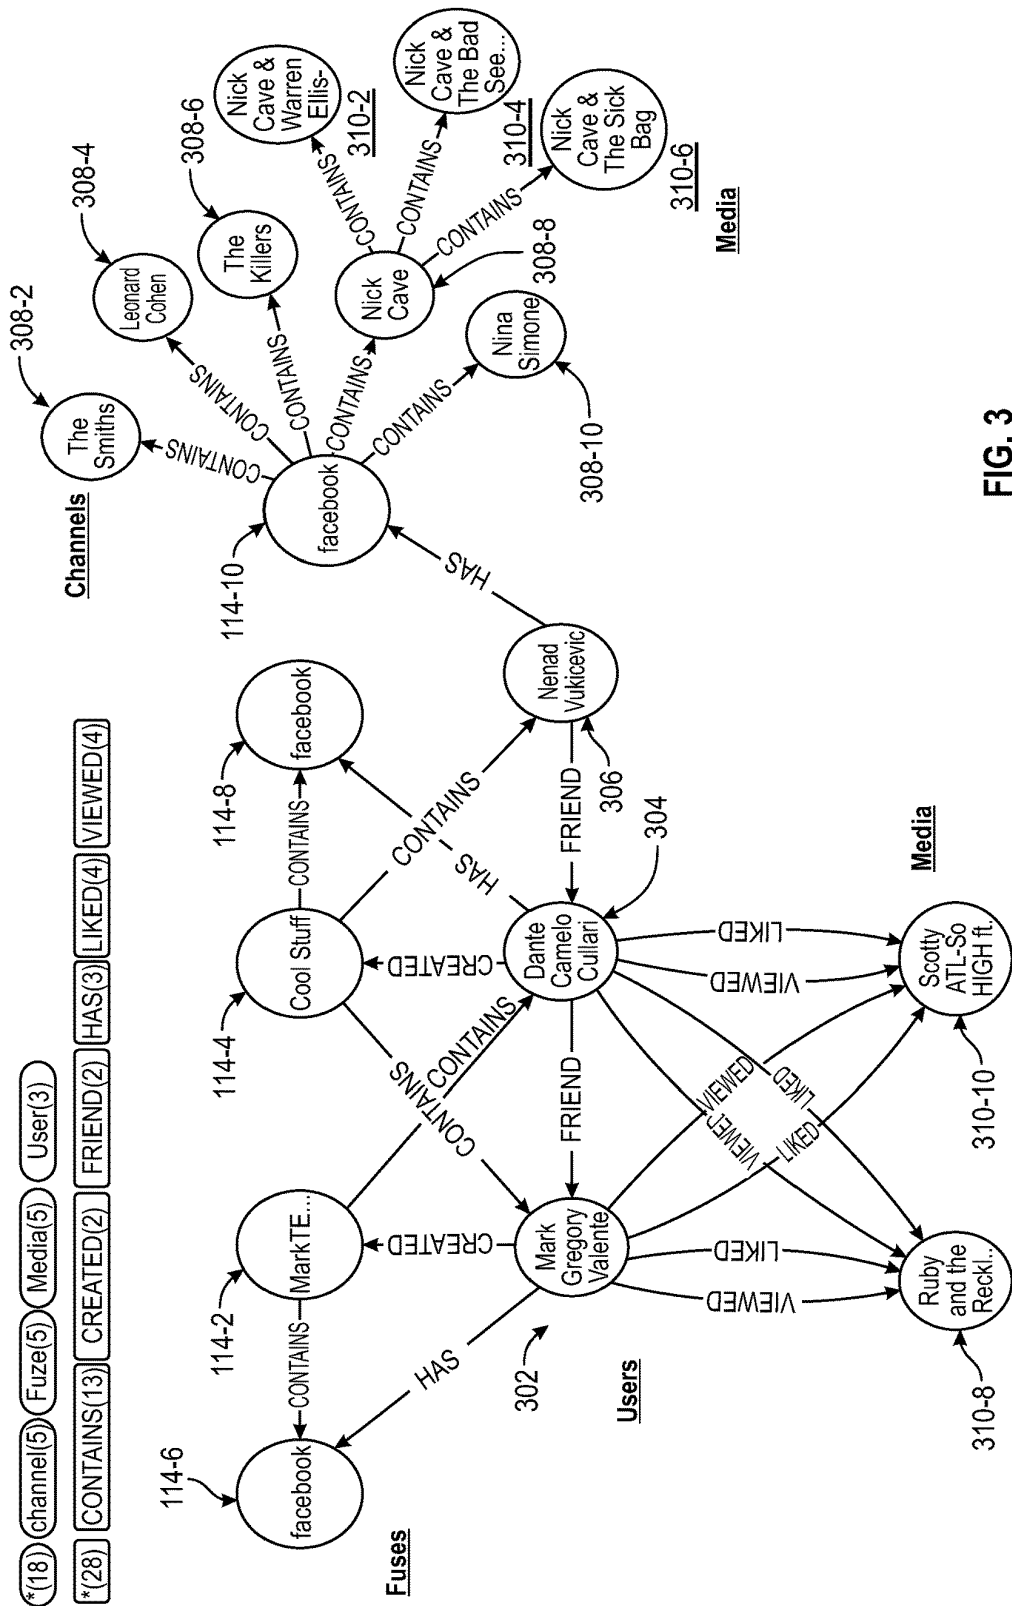 *(18) channel(5) Fuze(5) Media(5) User(3)
*(28) CONTAINS(13) CREATED(2) FRIEND(2) HAS(3) LIKED(4) VIEWED(4)
Fuses
114-6
facebook
CONTAINS
114-2
MarkTE...
114-4
Cool Stuff
CONTAINS
114-8
facebook
HAS
CREATED
CONTAINS
CONTAINS
CREATED
HAS
CONTAINS
Users
302
Mark
Gregory
Valente
FRIEND
Dante
Camelo
Cullari
304
FRIEND
Nenad
Vukicevic
306
HAS
VIEWED
LIKED
VIEWED
LIKED
VIEWED
LIKED
VIEWED
LIKED
310-8
Ruby
and the
Reckl..
310-10
Scotty
ATL-So
HIGH ft.
Media
Channels
114-10
facebook
CONTAINS
CONTAINS
CONTAINS
CONTAINS
CONTAINS
308-2
The
Smiths
308-4
Leonard
Cohen
308-6
The
Killers
Nick
Cave
308-8
Nina
Simone
308-10
CONTAINS
CONTAINS
CONTAINS
Nick
Cave &
Warren
Ellis-
310-2
Nick
Cave &
The Bad
See...
310-4
Nick
Cave &
The Sick
Bag
310-6
Media
FIG. 3